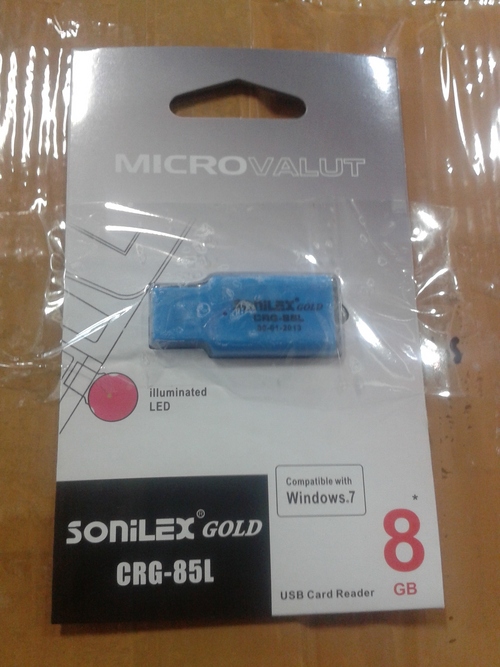 MICROVALUT
SONiLEX GOLD
CRG-85L
illuminated
LED
Compatible with
Windows.7
SONiLEX® GOLD
CRG-85L
*
8
GB
USB Card Reader